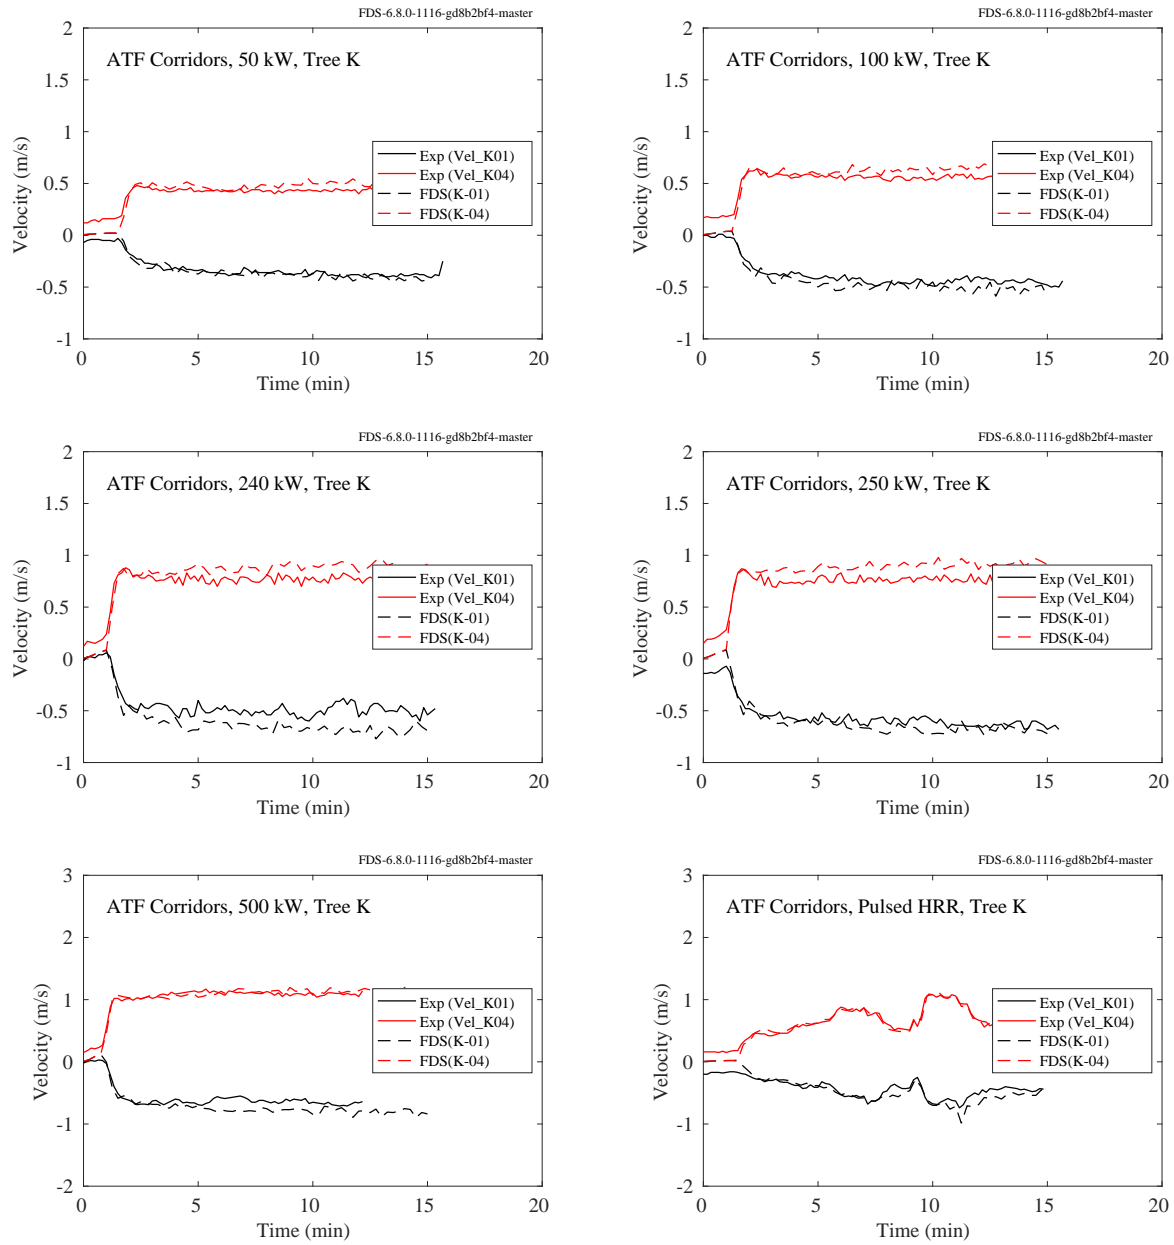 FDS-6.8.0-1116-gd8b2bf4-master
ATF Corridors, 50 kW, Tree K
2
1.5
1
0.5
0
-0.5
-1
Velocity (m/s)
Exp (Vel_K01)
Exp (Vel_K04)
FDS(K-01)
FDS(K-04)
0 5 10 15 20
Time (min)
FDS-6.8.0-1116-gd8b2bf4-master
ATF Corridors, 100 kW, Tree K
2
1.5
1
0.5
0
-0.5
-1
Velocity (m/s)
Exp (Vel_K01)
Exp (Vel_K04)
FDS(K-01)
FDS(K-04)
0 5 10 15 20
Time (min)
FDS-6.8.0-1116-gd8b2bf4-master
ATF Corridors, 240 kW, Tree K
2
1.5
1
0.5
0
-0.5
-1
Velocity (m/s)
Exp (Vel_K01)
Exp (Vel_K04)
FDS(K-01)
FDS(K-04)
0 5 10 15 20
Time (min)
FDS-6.8.0-1116-gd8b2bf4-master
ATF Corridors, 250 kW, Tree K
2
1.5
1
0.5
0
-0.5
-1
Velocity (m/s)
Exp (Vel_K01)
Exp (Vel_K04)
FDS(K-01)
FDS(K-04)
0 5 10 15 20
Time (min)
FDS-6.8.0-1116-gd8b2bf4-master
ATF Corridors, 500 kW, Tree K
3
2
1
0
-1
-2
Velocity (m/s)
Exp (Vel_K01)
Exp (Vel_K04)
FDS(K-01)
FDS(K-04)
0 5 10 15 20
Time (min)
FDS-6.8.0-1116-gd8b2bf4-master
ATF Corridors, Pulsed HRR, Tree K
3
2
1
0
-1
-2
Velocity (m/s)
Exp (Vel_K01)
Exp (Vel_K04)
FDS(K-01)
FDS(K-04)
0 5 10 15 20
Time (min)